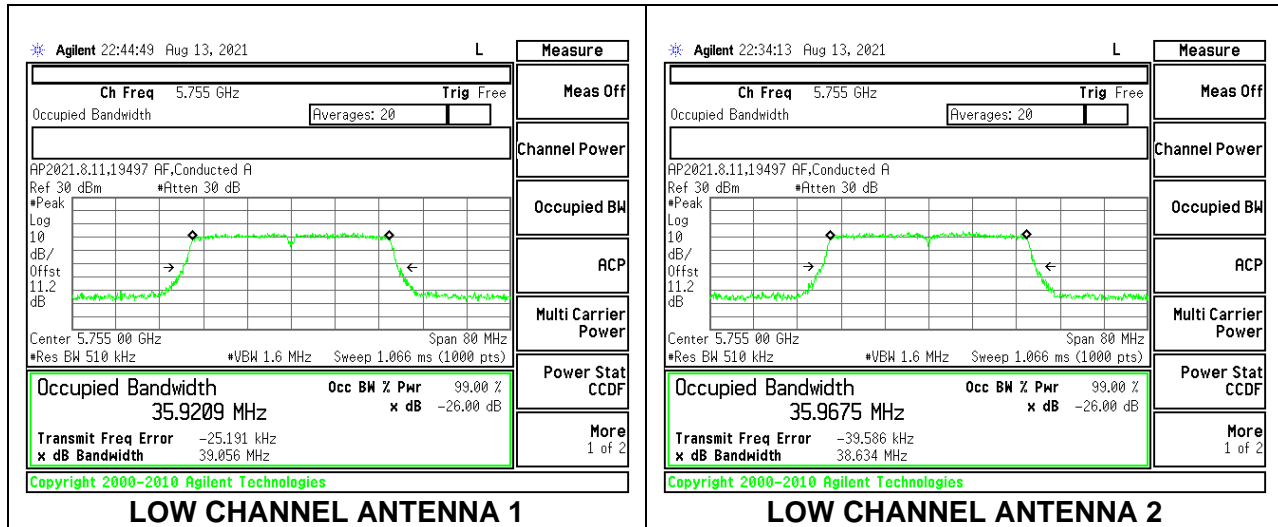 Agilent 22:44:49 Aug 13, 2021 L
Measure
Ch Freq 5.755 GHz Trig Free
Occupied Bandwidth Averages: 20
AP2021.8.11,19497 AF,Conducted A
Ref 30 dBm #Atten 30 dB
#Peak
Log
10
dB/
Offst
11.2
dB
Center 5.755 00 GHz Span 80 MHz
#Res BW 510 kHz #VBW 1.6 MHz Sweep 1.066 ms (1000 pts)
Occupied Bandwidth Occ BW % Pwr 99.00 %
35.9209 MHz x dB -26.00 dB
Transmit Freq Error -25.191 kHz
x dB Bandwidth 39.056 MHz
Copyright 2000-2010 Agilent Technologies
Meas Off
Channel Power
Occupied BW
ACP
Multi Carrier
Power
Power Stat
CCDF
More
1 of 2
LOW CHANNEL ANTENNA 1
Agilent 22:34:13 Aug 13, 2021 L
Measure
Ch Freq 5.755 GHz Trig Free
Occupied Bandwidth Averages: 20
AP2021.8.11,19497 AF,Conducted A
Ref 30 dBm #Atten 30 dB
#Peak
Log
10
dB/
Offst
11.2
dB
Center 5.755 00 GHz Span 80 MHz
#Res BW 510 kHz #VBW 1.6 MHz Sweep 1.066 ms (1000 pts)
Occupied Bandwidth Occ BW % Pwr 99.00 %
35.9675 MHz x dB -26.00 dB
Transmit Freq Error -39.586 kHz
x dB Bandwidth 38.634 MHz
Copyright 2000-2010 Agilent Technologies
Meas Off
Channel Power
Occupied BW
ACP
Multi Carrier
Power
Power Stat
CCDF
More
1 of 2
LOW CHANNEL ANTENNA 2